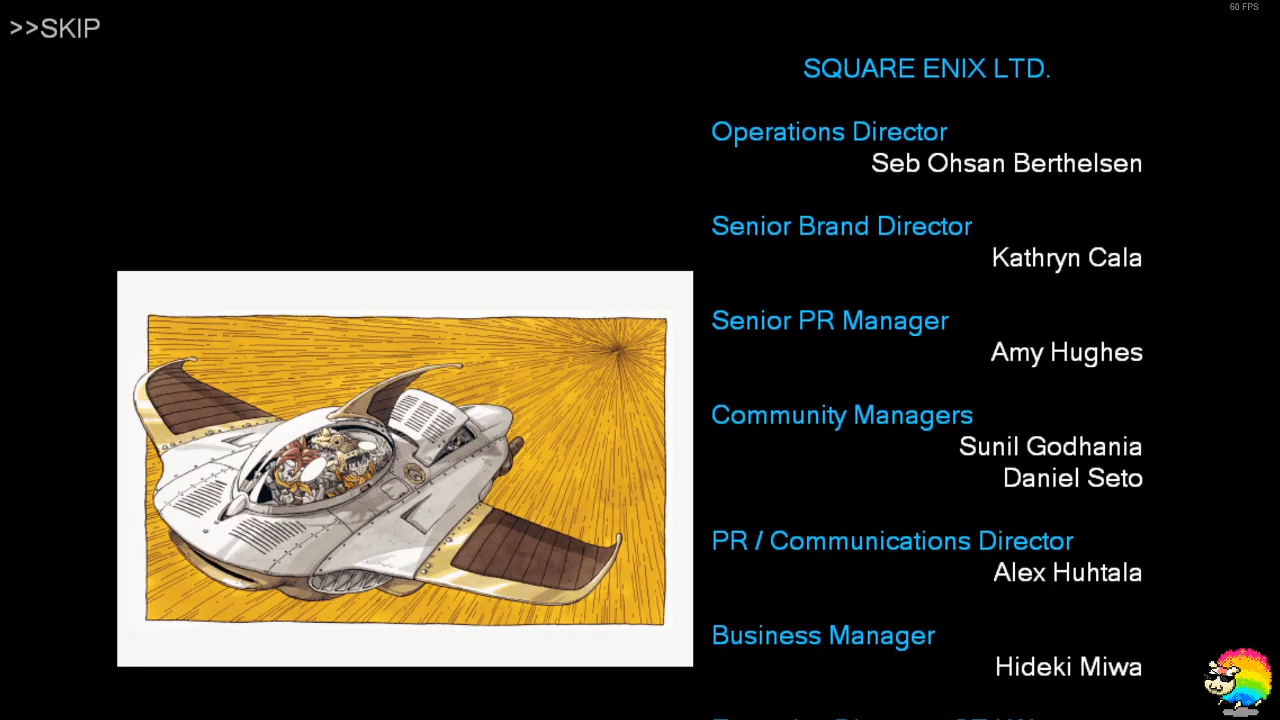 >>SKIP
60 FPS
SQUARE ENIX LTD.
Operations Director
Seb Ohsan Berthelsen
Senior Brand Director
Kathryn Cala
Senior PR Manager
Amy Hughes
Community Managers
Sunil Godhania
Daniel Seto
PR / Communications Director
Alex Huhtala
Business Manager
Hideki Miwa